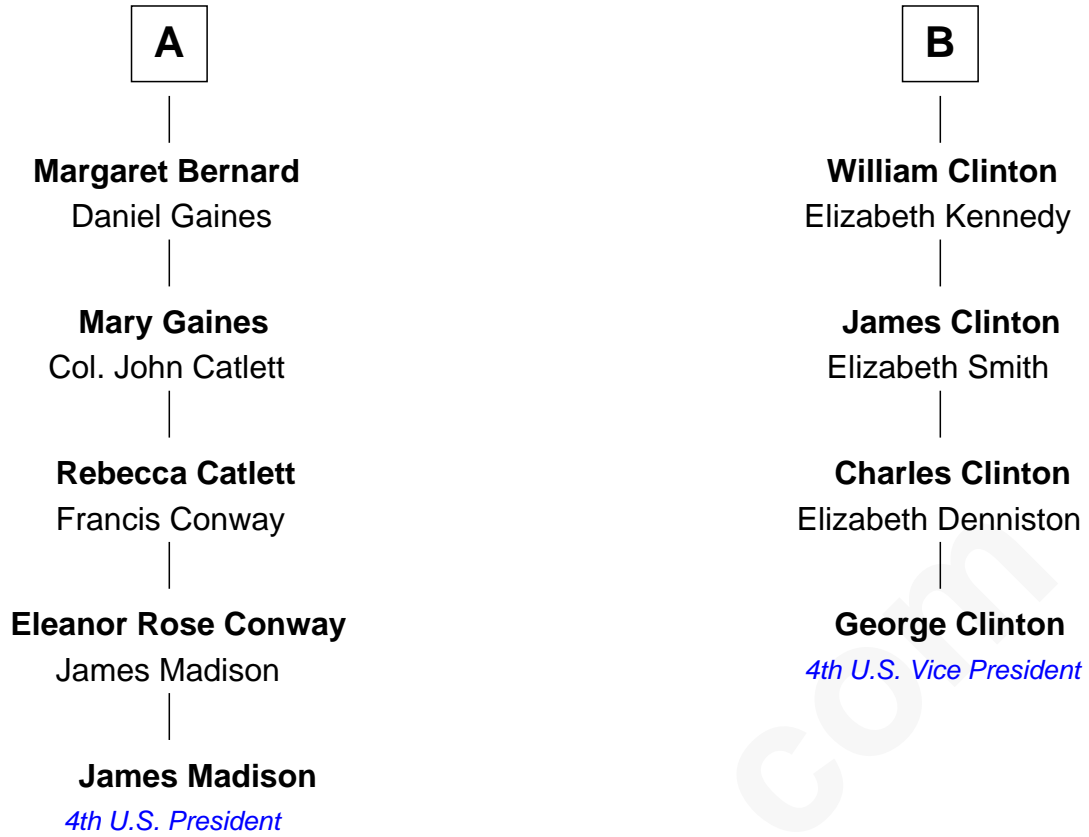 A
Margaret Bernard
Daniel Gaines
Mary Gaines
Col. John Catlett
Rebecca Catlett
Francis Conway
Eleanor Rose Conway
James Madison
James Madison
4th U.S. President
B
William Clinton
Elizabeth Kennedy
James Clinton
Elizabeth Smith
Charles Clinton
Elizabeth Denniston
George Clinton
4th U.S. Vice President
com